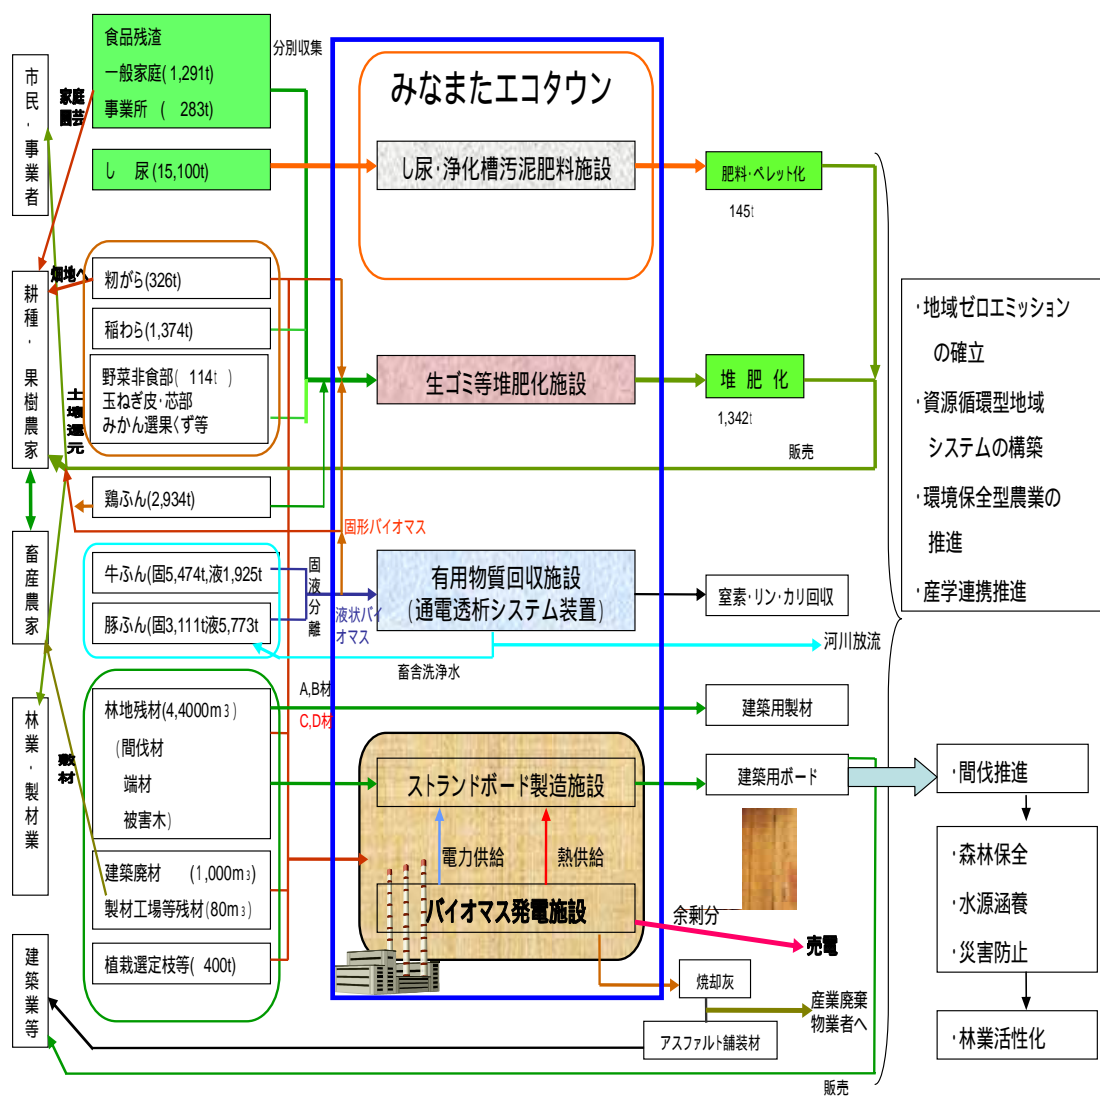 食品残渣
一般家庭(1,291t)
事業所 ( 283t)
分別収集
みなまたエコタウン
市民・事業者
家庭
園芸
し 尿(15,100t)
し尿・浄化槽汚泥肥料施設
肥料・ペレット化
145t
耕種・果樹農家
畑地へ
籾がら(326t)
稲わら(1,374t)
野菜非食部( 114t )
玉ねぎ皮・芯部
みかん選果くず等
土壌還元
生ゴミ等堆肥化施設
堆 肥 化
1,342t
販売
・地域ゼロエミッション
の確立
・資源循環型地域
システムの構築
・環境保全型農業の
推進
・産学連携推進
鶏ふん(2,934t)
固形バイオマス
畜産農家
牛ふん(固5,474t,液1,925t
豚ふん(固3,111t液5,773t
固液分離
液状バイ
オマス
有用物質回収施設
(通電透析システム装置)
窒素・リン・カリ回収
河川放流
畜舎洗浄水
林業・製材業
敷材
林地残材(4,4000m3)
(間伐材
端材
被害木)
A,B材
C,D材
建築用製材
ストランドボード製造施設
建築用ボード
電力供給
熱供給
バイオマス発電施設
建築廃材 (1,000m3)
製材工場等残材(80m3)
植栽選定枝等( 400t)
余剰分
売電
・間伐推進
・森林保全
・水源涵養
・災害防止
・林業活性化
建築業等
焼却灰
産業廃棄
物業者へ
アスファルト舗装材
販売